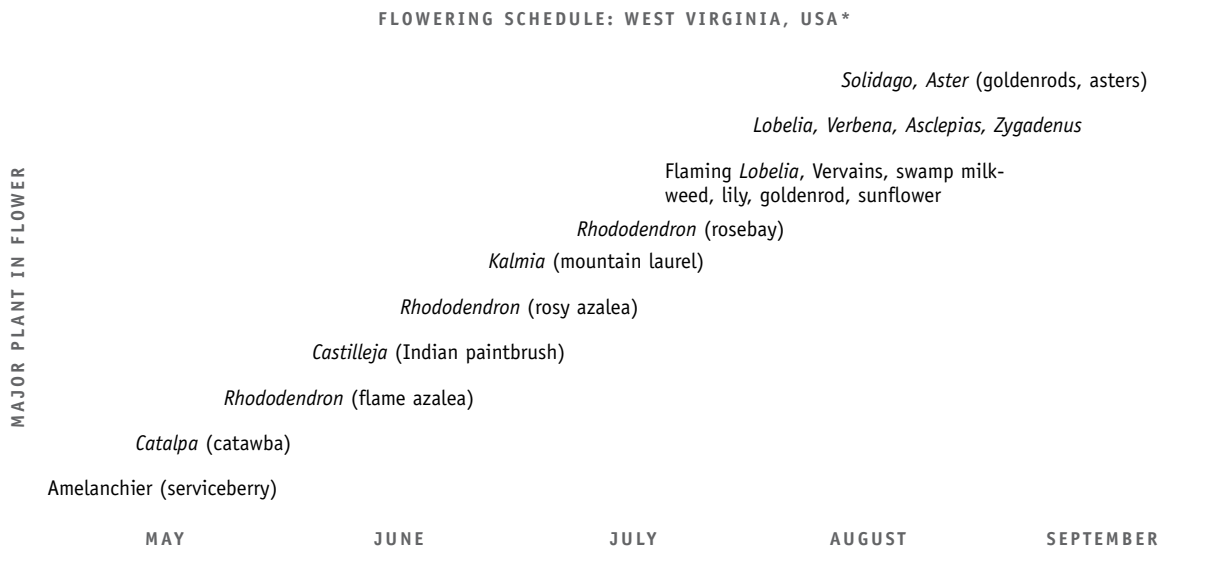 FLOWERING SCHEDULE: WEST VIRGINIA, USA*
MAJOR PLANT IN FLOWER
Solidago, Aster (goldenrods, asters)
Lobelia, Verbena, Asclepias, Zygadenus
Flaming Lobelia, Vervains, swamp milk-
weed, lily, goldenrod, sunflower
Rhododendron (rosebay)
Kalmia (mountain laurel)
Rhododendron (rosy azalea)
Castilleja (Indian paintbrush)
Rhododendron (flame azalea)
Catalpa (catawba)
Amelanchier (serviceberry)
MAY JUNE JULY AUGUST SEPTEMBER